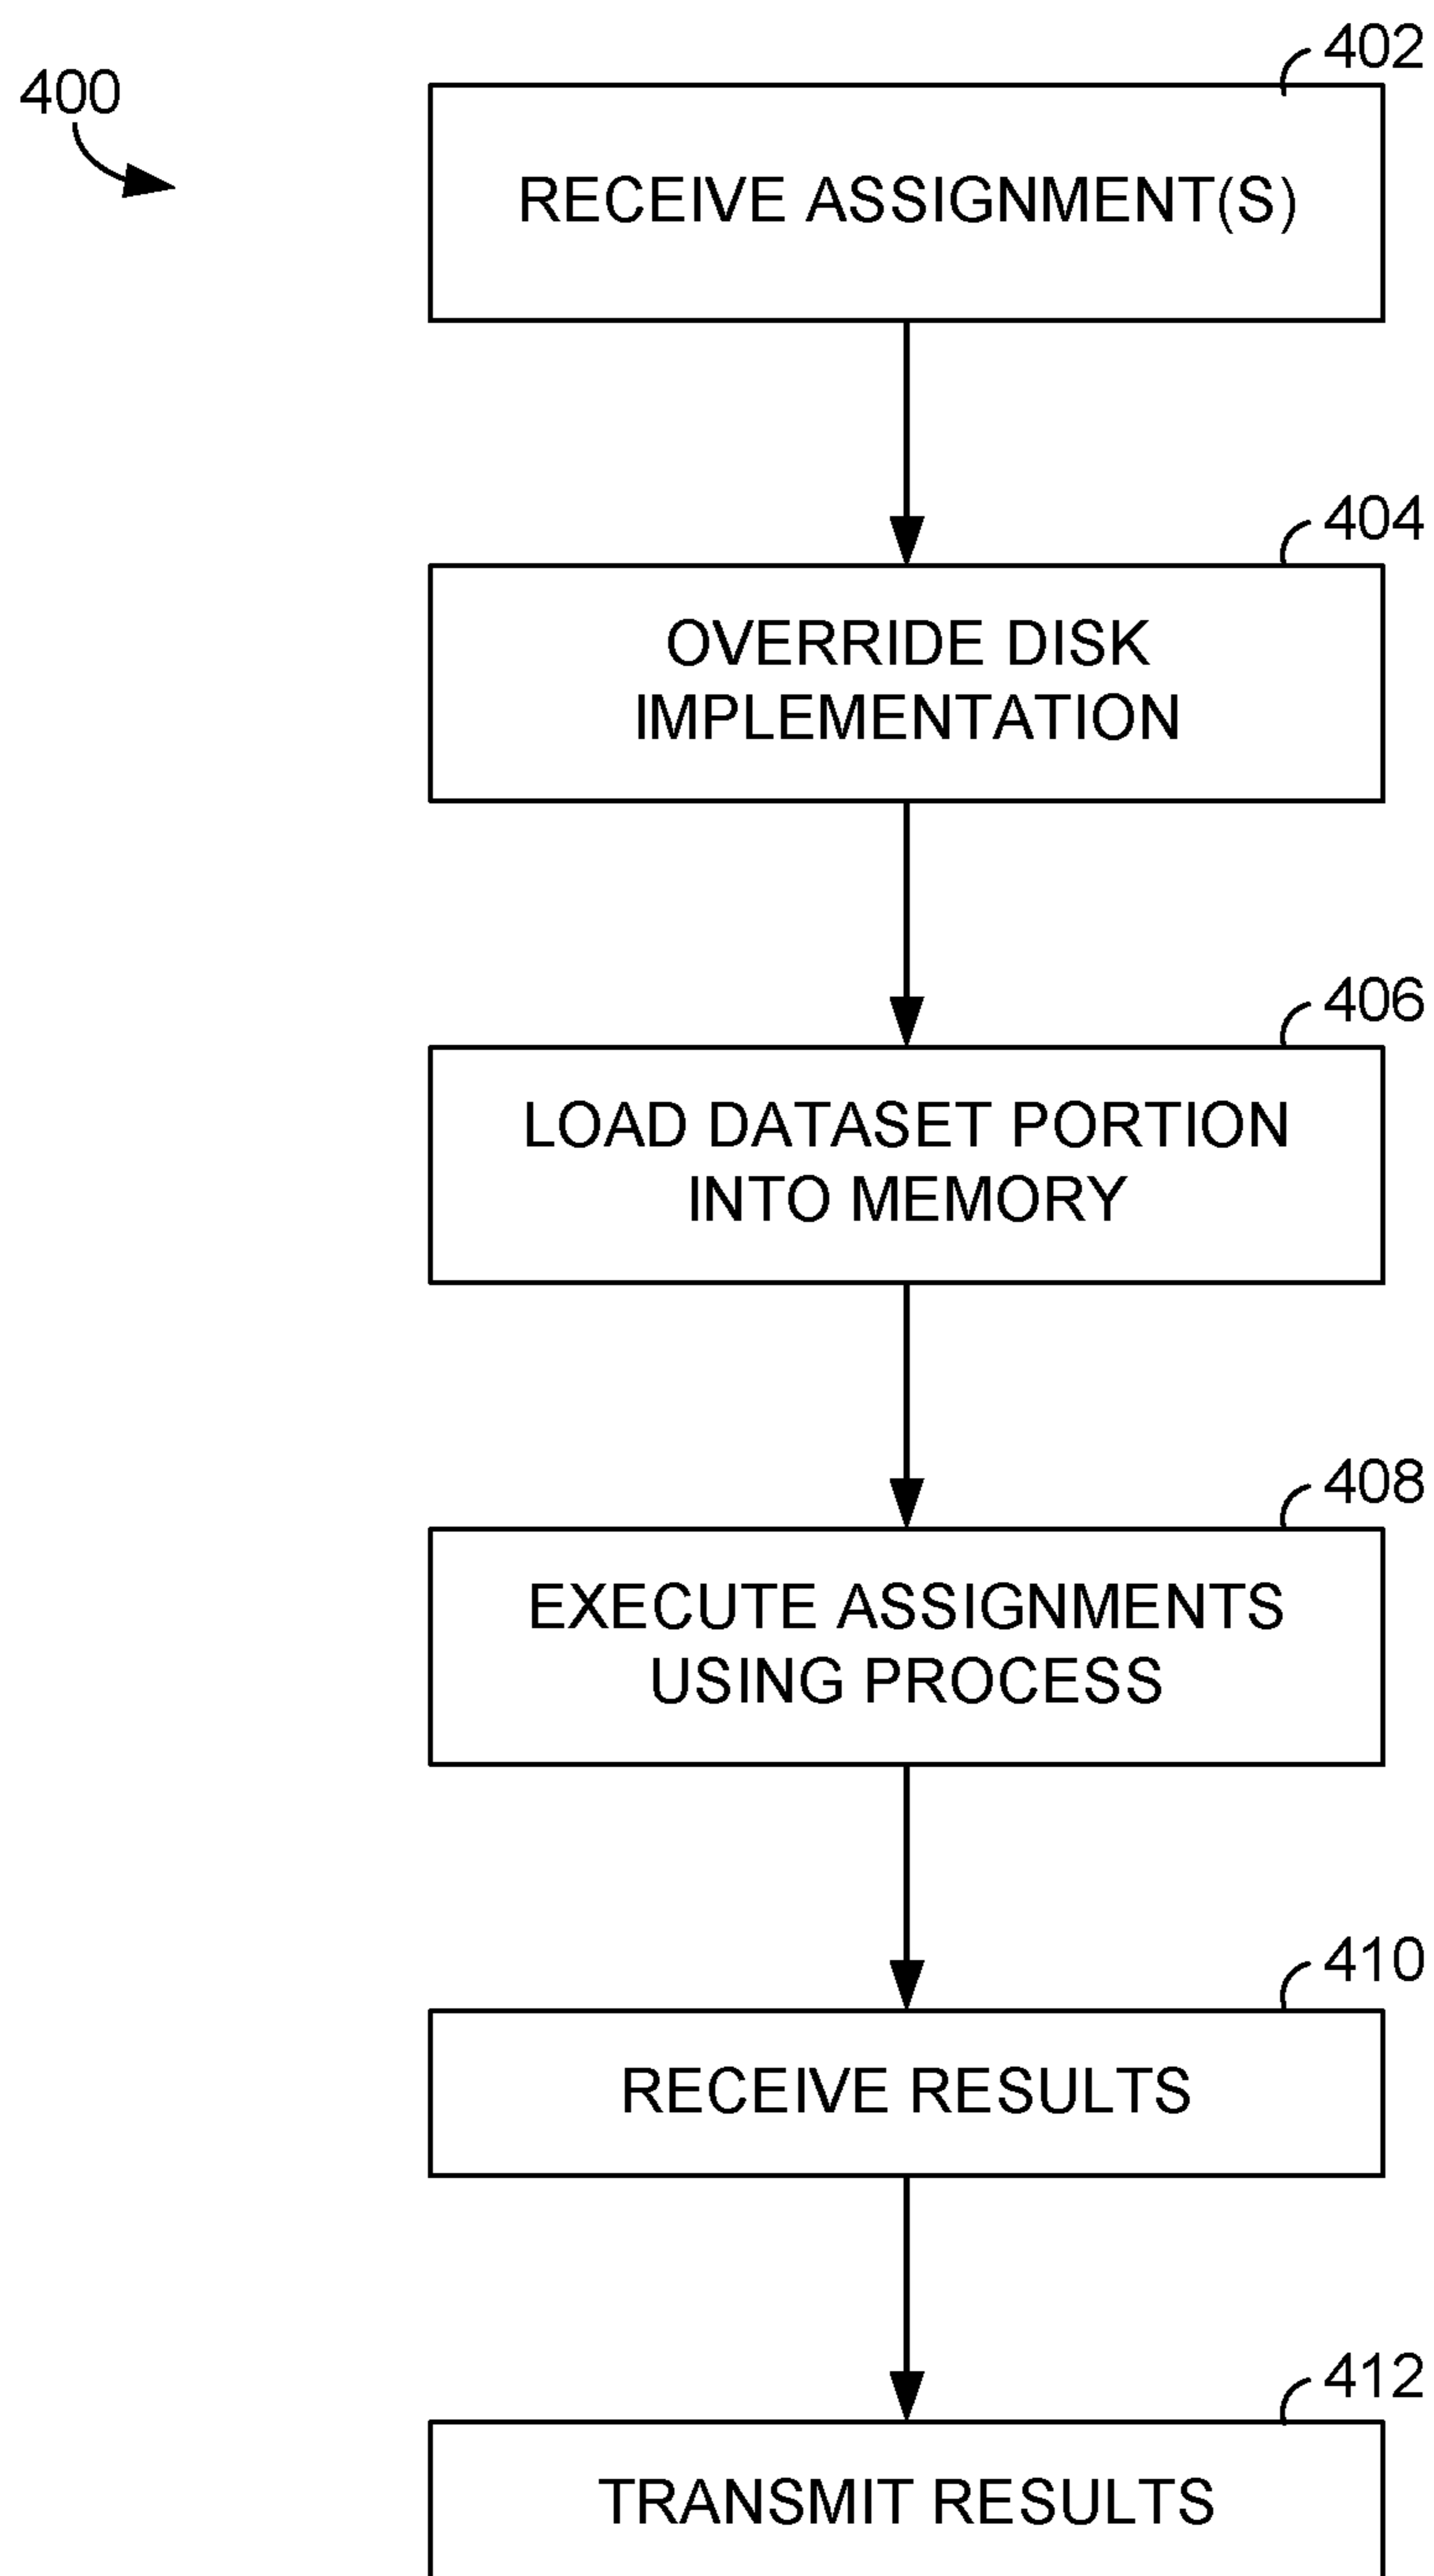 402
400
RECEIVE ASSIGNMENT(S)
404
OVERRIDE DISK
IMPLEMENTATION
406
LOAD DATASET PORTION
INTO MEMORY
408
EXECUTE ASSIGNMENTS
USING PROCESS
410
RECEIVE RESULTS
412
TRANSMIT RESULTS